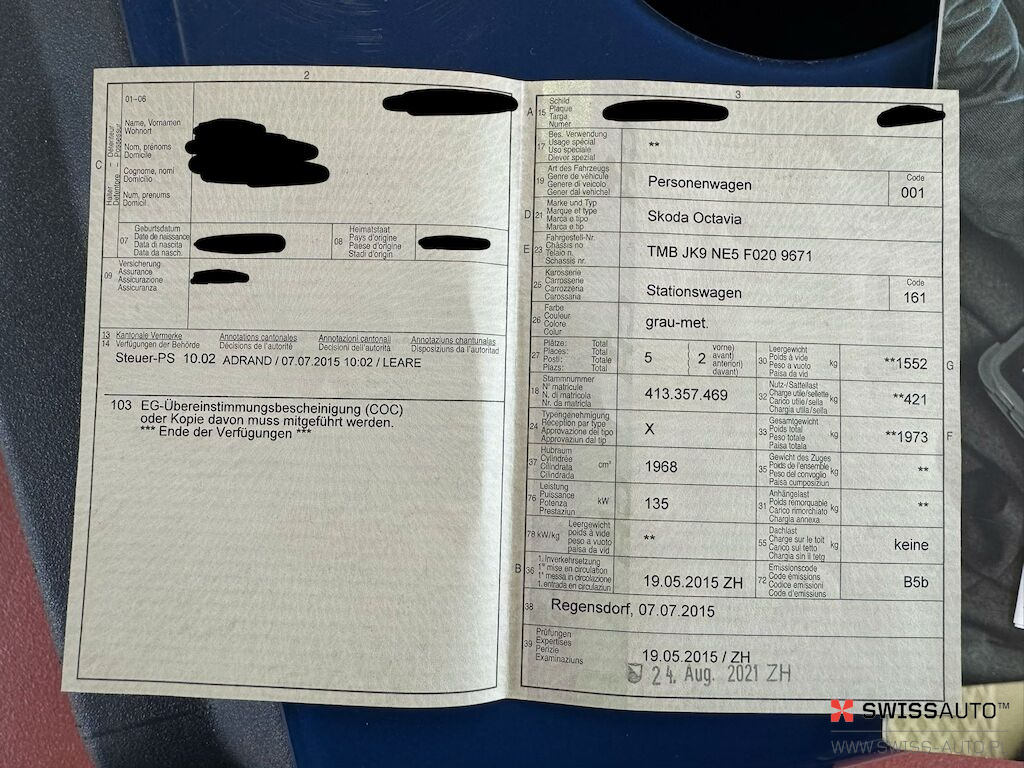 2
01-06
C
Halter
Détenteur
Detentore
Possessur
Name, Vornamen
Wohnort
Nom, prénoms
Domicile
Cognome, nomi
Domicilio
Num, prenums
Domicil
07
Geburtsdatum
Date de naissance
Data di nascita
Data da nasch.
08
Heimatstaat
Pays d'origine
Paese d'origine
Stadi d'origin
09
Versicherung
Assurance
Assicurazione
Assicuranza
13 Kantonale Vermerke Annotations cantonales Annotazioni cantonali Annotaziuns chantunalas
14 Verfügungen der Behörde Décisions de l'autorité Decisioni dell'autorità Disposiziuns da l'autoritad
Steuer-PS 10.02 ADRAND / 07.07.2015 10:02 / LEARE
103 EG-Übereinstimmungsbescheinigung (COC)
oder Kopie davon muss mitgeführt werden.
*** Ende der Verfügungen ***
3
A 15
Schild
Plaque
Targa
Numer
17
Bes. Verwendung
Usage spécial
Uso speciale
Diever spezial
**
19
Art des Fahrzeugs
Genre de véhicule
Genere di veicolo
Gener dal vehichel
Personenwagen
Code
001
D 21
Marke und Typ
Marque et type
Marca e tipo
Marca e tip
Skoda Octavia
E 23
Fahrgestell-Nr.
Châssis no
Telaio n.
Schassis nr.
TMB JK9 NE5 F020 9671
25
Karosserie
Carrosserie
Carrozzeria
Carossaria
Stationswagen
Code
161
26
Farbe
Couleur
Colore
Colur
grau-met.
27
Plätze: Total
Places: Total
Posti: Totale
Plazs: Total
5 { 2 vorne)
avant)
anteriori)
davant)
30
Leergewicht
Poids à vide
Peso a vuoto
Paisa da vid
kg
**1552
G
18
Stammnummer
N° matricule
N. di matricola
Nr. da matricla
413.357.469
32
Nutz-/Sattellast
Charge utile/sellette
Carico utile/sella
Chargia utila/sella
kg
**421
24
Typengenehmigung
Réception par type
Approvazione del tipo
Approvaziun dal tip
X
33
Gesamtgewicht
Poids total
Peso totale
Paisa totala
kg
**1973
F
37
Hubraum
Cylindrée
Cilindrata
Cilindrada
cm³
1968
35
Gewicht des Zuges
Poids de l'ensemble
Peso del convoglio
Paisa cumposiziun
kg
**
76
Leistung
Puissance
Potenza
Prestaziun
kW
135
31
Anhängelast
Poids remorquable
Carico rimorchiato
Chargia annexa
kg
**
78 kW/kg
Leergewicht
poids à vide
peso a vuoto
paisa da vid
**
55
Dachlast
Charge sur le toit
Carico sul tetto
Chargia sin il tetg
kg
keine
B 36
1. Inverkehrsetzung
1re mise en circulation
1a messa in circolazione
1. entrada en circulaziun
19.05.2015 ZH
72
Emissionscode
Code émissions
Codice emissioni
Code d'emissiuns
B5b
38
Regensdorf, 07.07.2015
39
Prüfungen
Expertises
Perizie
Examinaziuns
19.05.2015 / ZH
24. Aug. 2021 ZH
SWISSAUTO™
WWW.SWISS-AUTO.PL